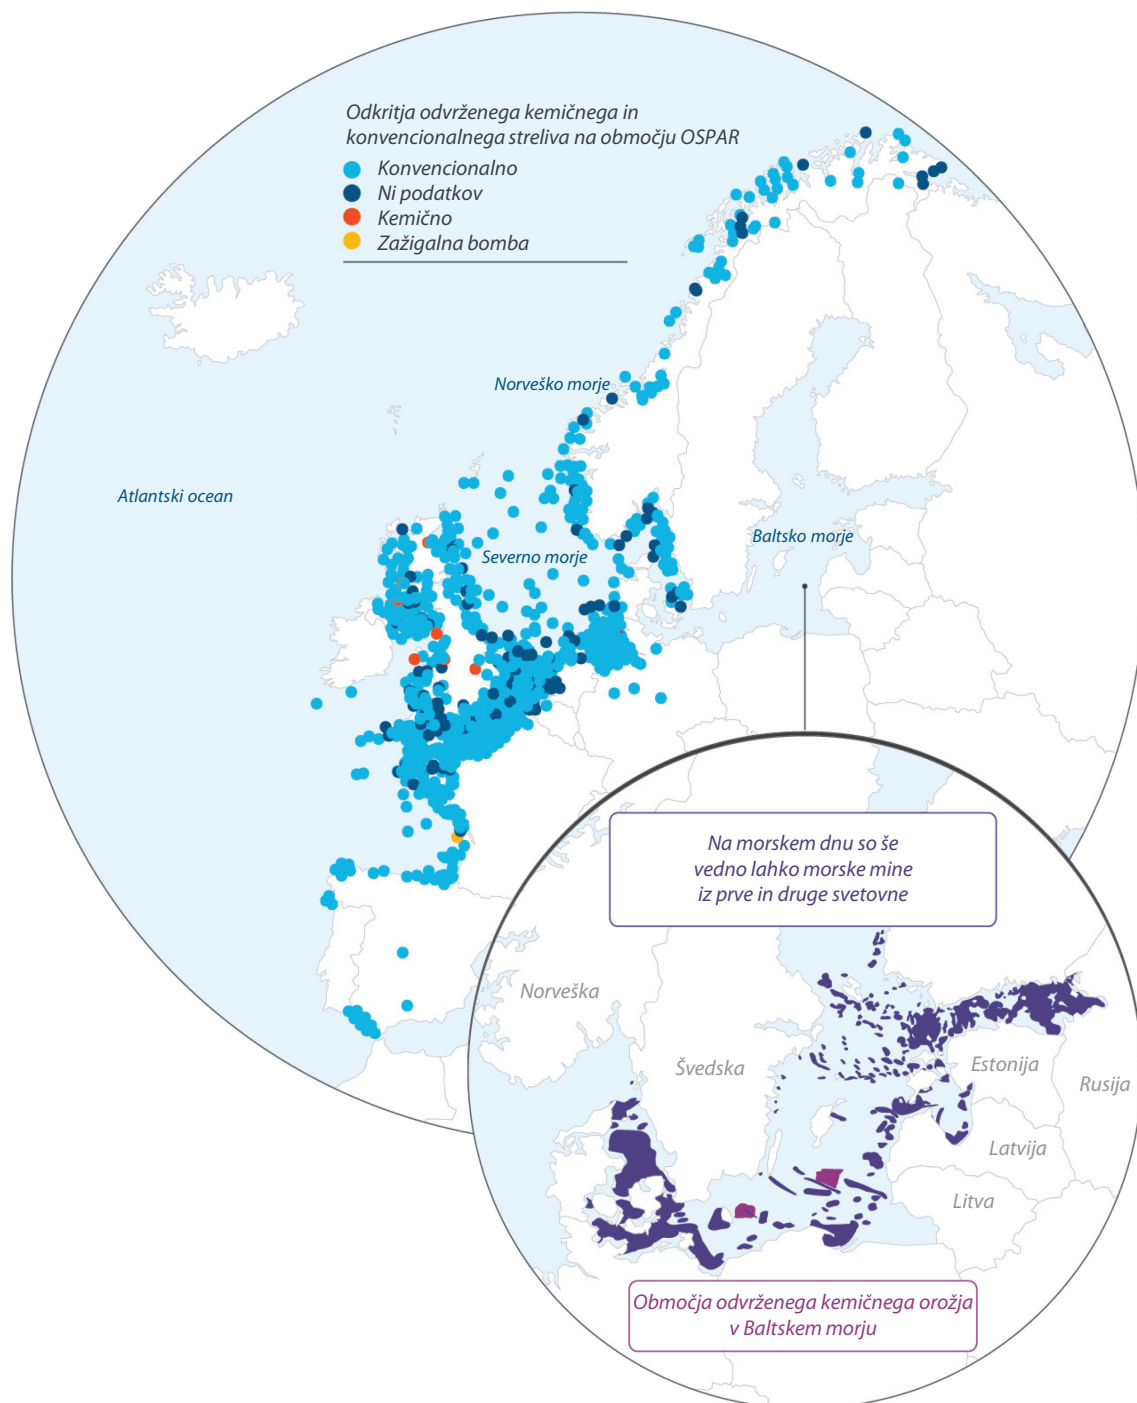 Odkritja odvrženega kemičnega in
konvencionalnega streliva na območju OSPAR
Konvencionalno
Ni podatkov
Kemično
Zažigalna bomba
Norveško morje
Atlantski ocean
Severno morje
Baltsko morje
Na morskem dnu so še
vedno lahko morske mine
iz prve in druge svetovne
Norveška
Švedska
Estonija
Rusija
Latvija
Litva
Območja odvrženega kemičnega orožja
v Baltskem morju